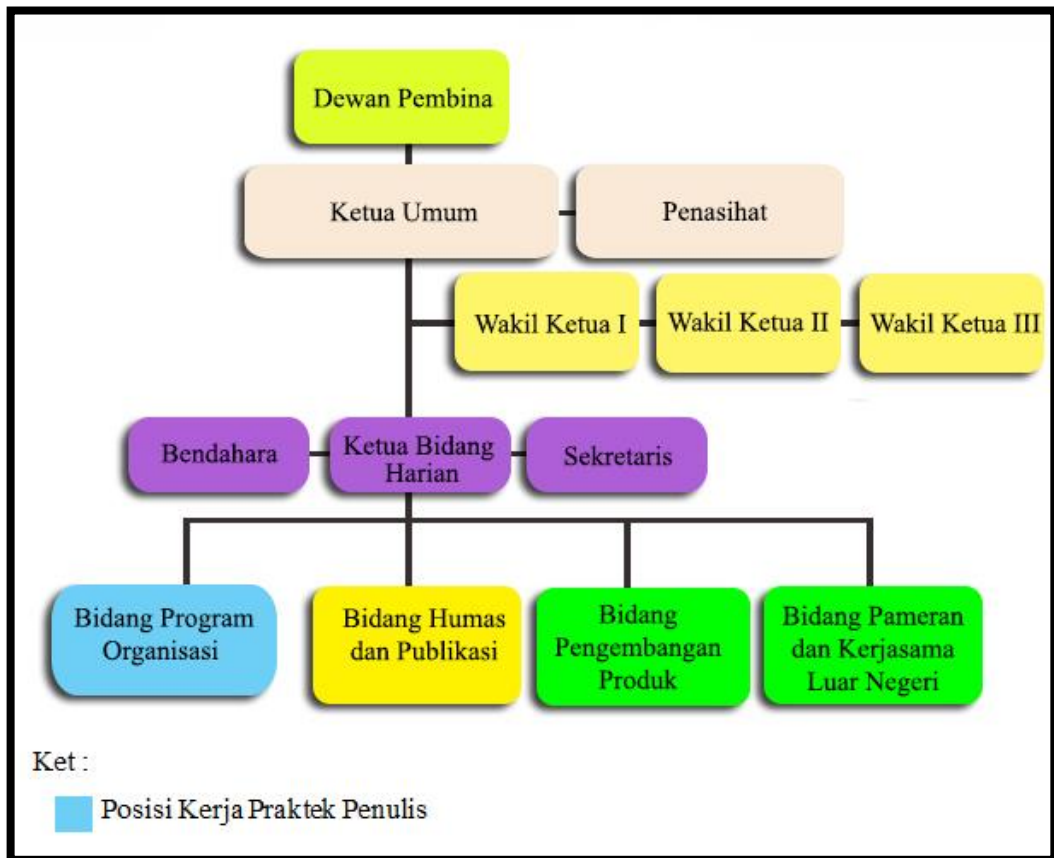 Dewan Pembina
Ketua Umum
Penasihat
Wakil Ketua I
Wakil Ketua II
Wakil Ketua III
Bendahara
Ketua Bidang
Harian
Sekretaris
Bidang Program
Organisasi
Bidang Humas
dan Publikasi
Bidang
Pengembangan
Produk
Bidang Pameran
dan Kerjasama
Luar Negeri
Ket :
Posisi Kerja Praktek Penulis